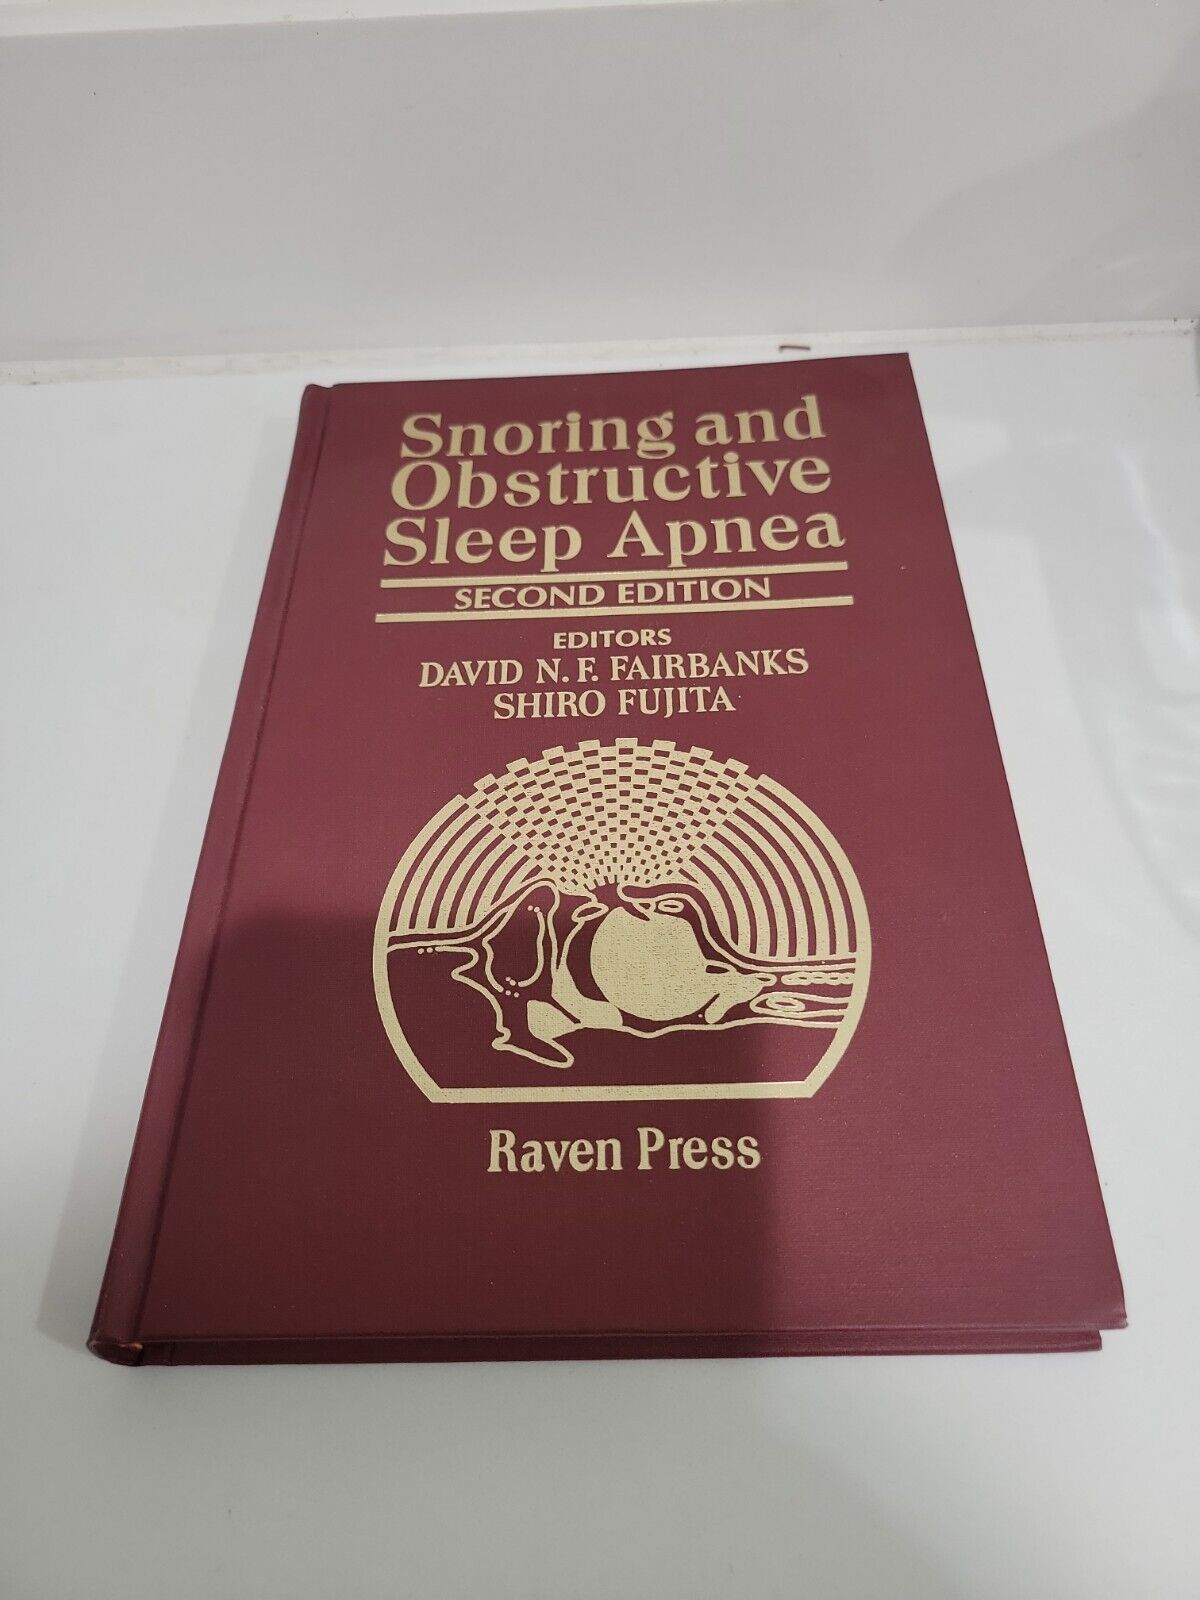 Snoring and
Obstructive
Sleep Apnea
SECOND EDITION
EDITORS
DAVID N. F. FAIRBANKS
SHIRO FUJITA
Raven Press